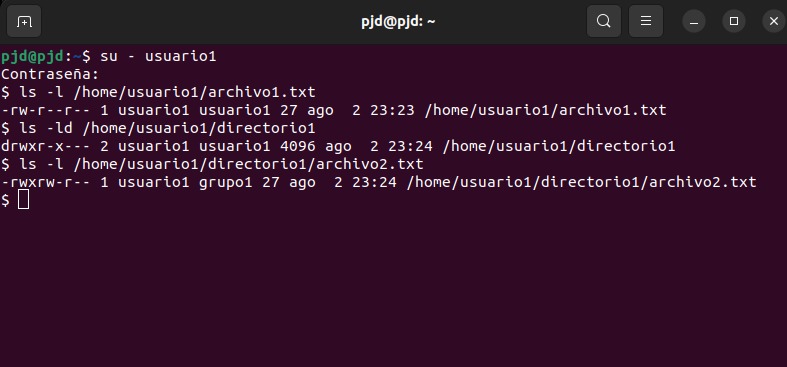 pjd@pjd: ~
pjd@pjd:~$ su - usuario1
Contraseña:
$ ls -l /home/usuario1/archivo1.txt
-rw-r--r-- 1 usuario1 usuario1 27 ago  2 23:23 /home/usuario1/archivo1.txt
$ ls -ld /home/usuario1/directorio1
drwxr-x--- 2 usuario1 usuario1 4096 ago  2 23:24 /home/usuario1/directorio1
$ ls -l /home/usuario1/directorio1/archivo2.txt
-rwxrw-r-- 1 usuario1 grupo1 27 ago  2 23:24 /home/usuario1/directorio1/archivo2.txt
$